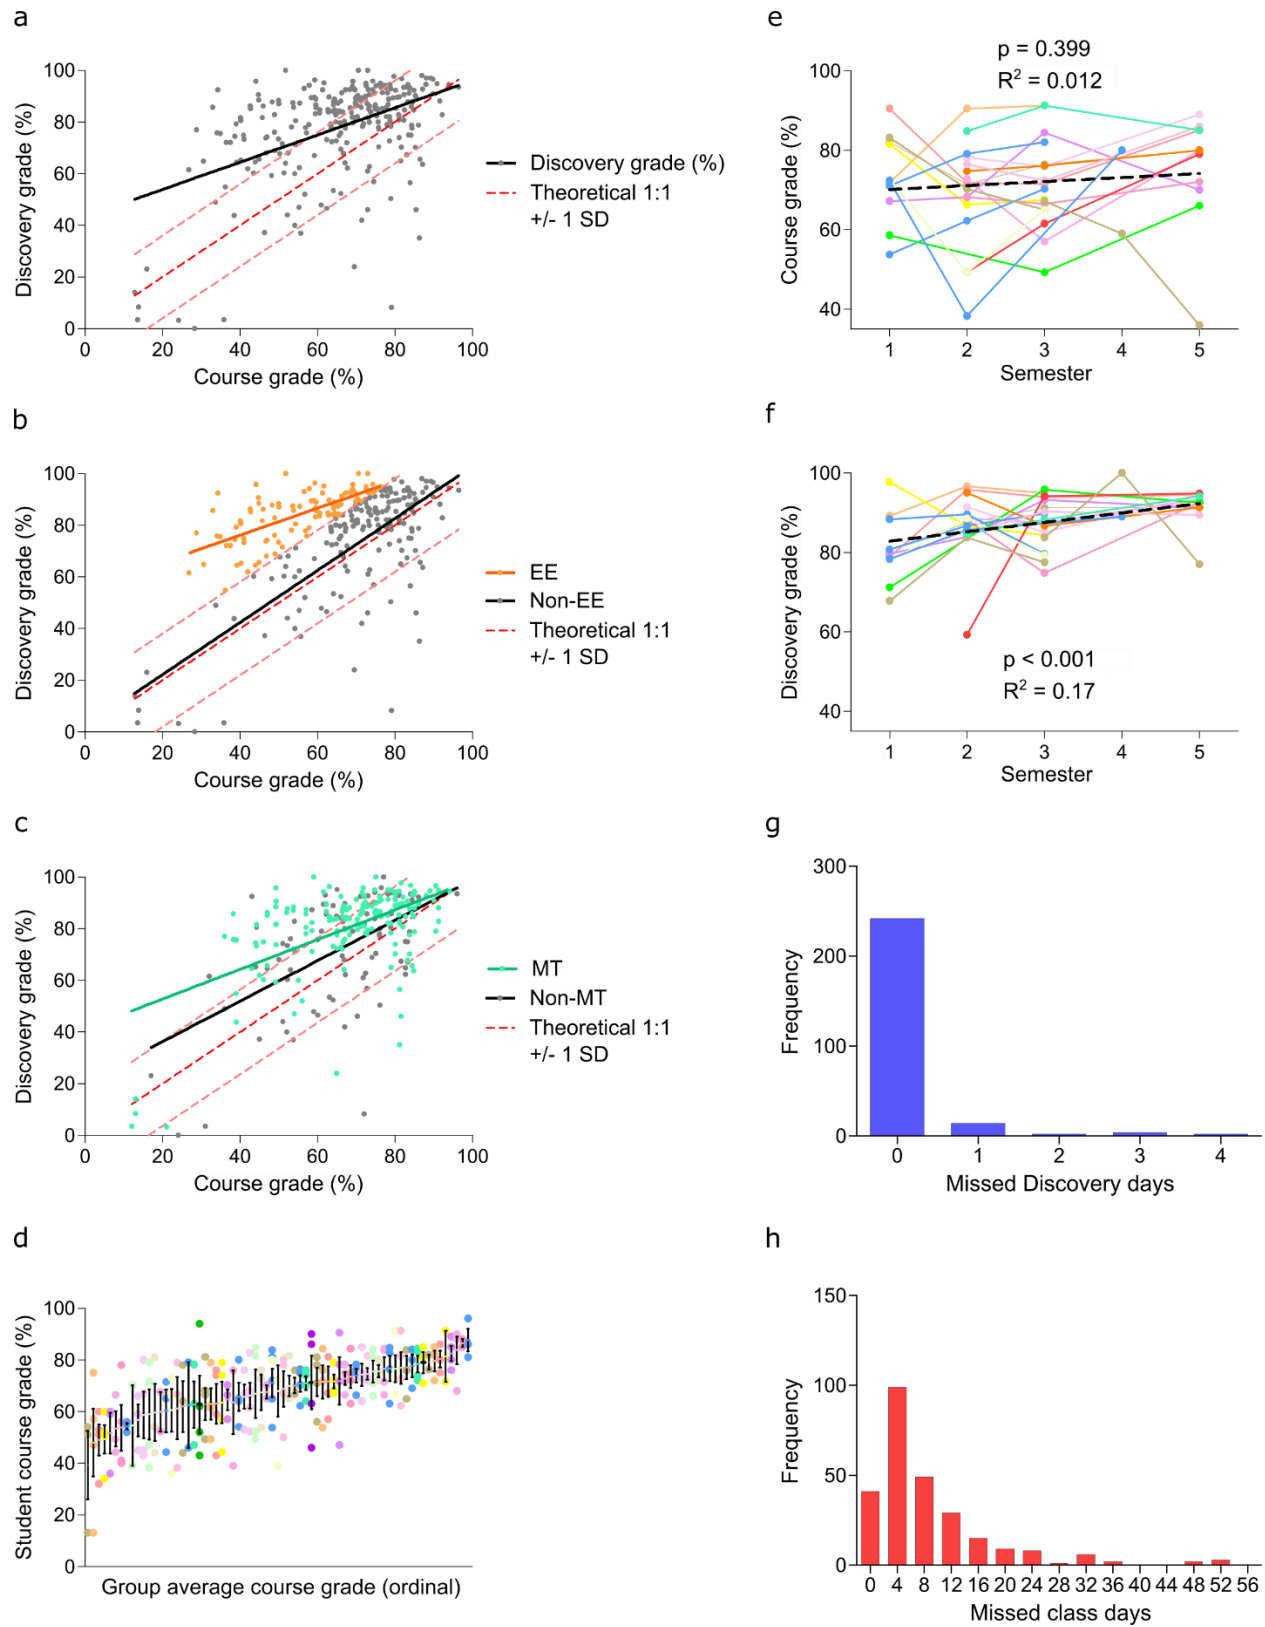 a
100
80
60
40
20
0
0 20 40 60 80 100
Discovery grade (%)
Course grade (%)
Discovery grade (%)
Theoretical 1:1
+/- 1 SD
b
100
80
60
40
20
0
0 20 40 60 80 100
Discovery grade (%)
Course grade (%)
EE
Non-EE
Theoretical 1:1
+/- 1 SD
c
100
80
60
40
20
0
0 20 40 60 80 100
Discovery grade (%)
Course grade (%)
MT
Non-MT
Theoretical 1:1
+/- 1 SD
d
100
80
60
40
20
0
Student course grade (%)
Group average course grade (ordinal)
e
p = 0.399
R² = 0.012
100
80
60
40
1 2 3 4 5
Course grade (%)
Semester
f
100
80
60
40
p < 0.001
R² = 0.17
1 2 3 4 5
Discovery grade (%)
Semester
g
300
200
100
0
0 1 2 3 4
Frequency
Missed Discovery days
h
150
100
50
0
0 4 8 12 16 20 24 28 32 36 40 44 48 52 56
Frequency
Missed class days